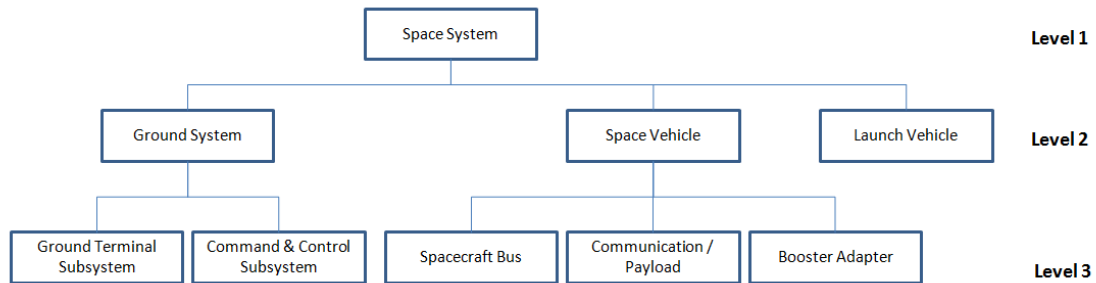 Space System
Level 1
Ground System
Space Vehicle
Launch Vehicle
Level 2
Ground Terminal
Subsystem
Command & Control
Subsystem
Spacecraft Bus
Communication /
Payload
Booster Adapter
Level 3